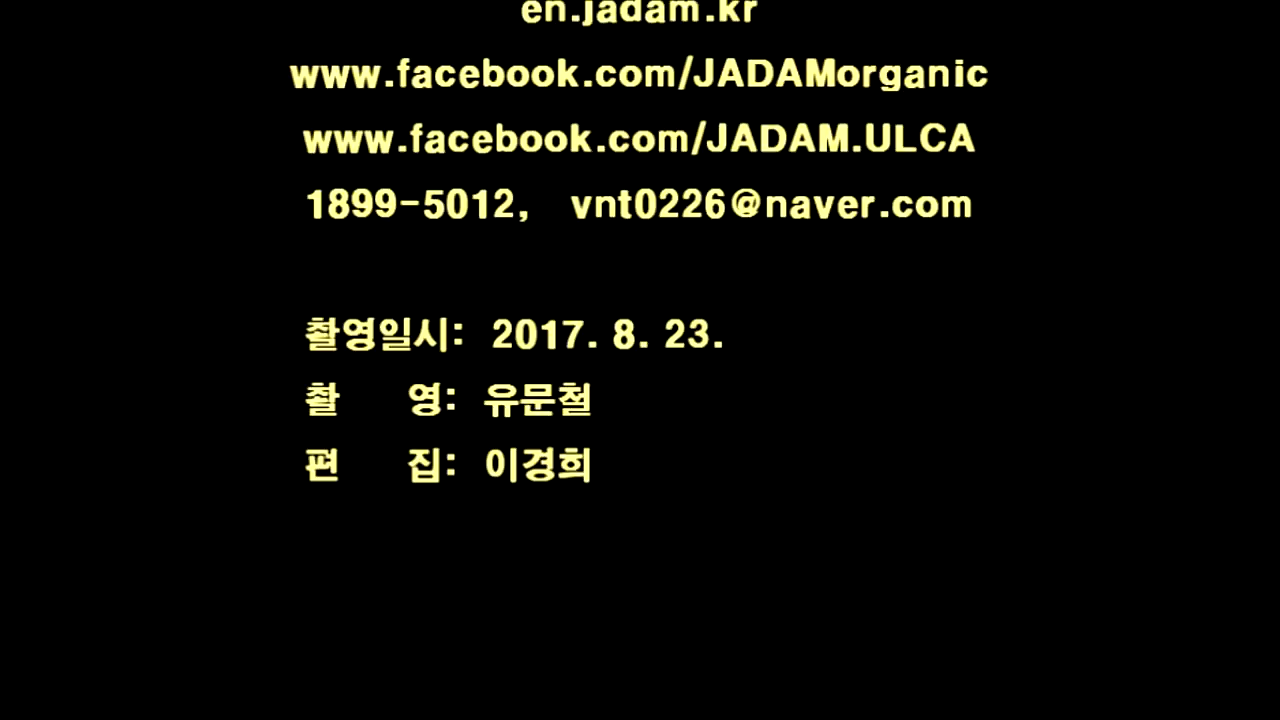 en.jadam.kr
www.facebook.com/JADAMorganic
www.facebook.com/JADAM.ULCA
1899-5012, vnt0226@naver.com
촬영일시: 2017. 8. 23.
촬 영: 유문철
편 집: 이경희